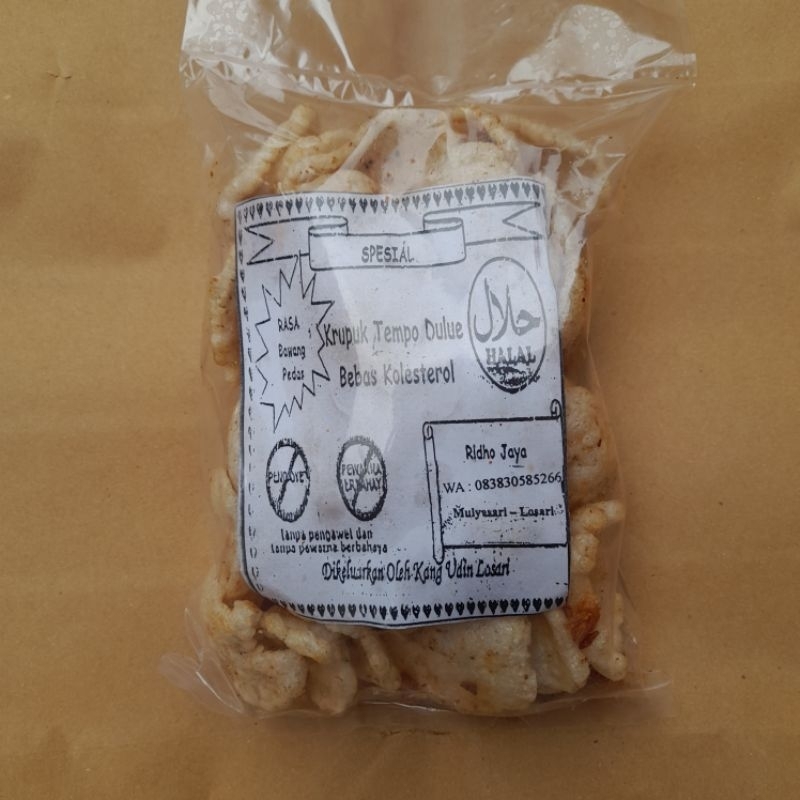 SPESIAL
RASA
Bawang
Pedas
Krupuk Tempo Dulue
Bebas Kolesterol
حلال
HALAL
Ridho Jaya
WA : 083830585266
Mulyasari - Losari
Tanpa pengawet dan
tanpa pewarna berbahaya
Dikeluarkan Oleh Kang Udin Losari